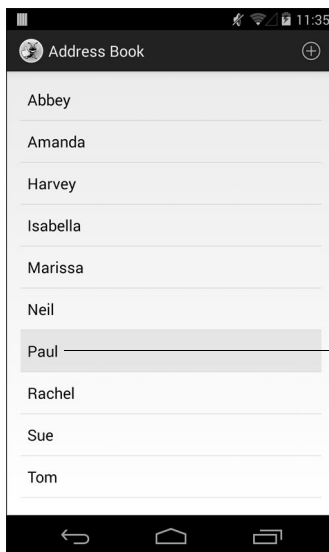 11:35
Address Book
Abbey
Amanda
Harvey
Isabella
Marissa
Neil
Paul
Rachel
Sue
Tom